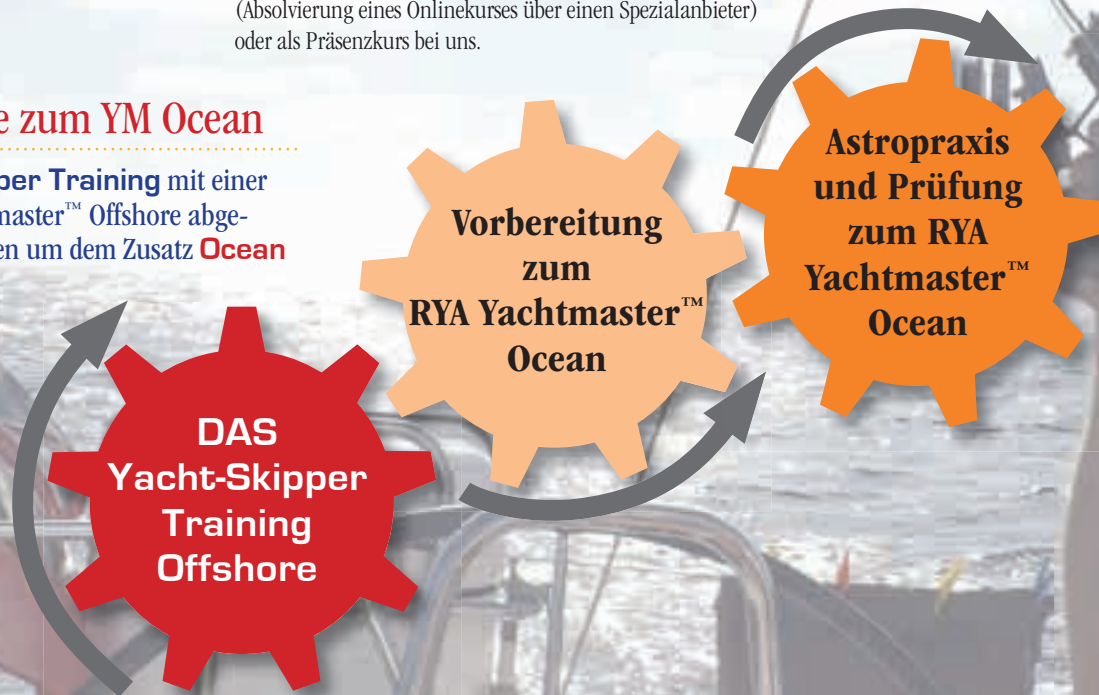 (Absolvierung eines Onlinekurses über einen Spezialanbieter)
oder als Präsenzkurs bei uns.
zum YM Ocean
Training mit einer
master™ Offshore abge-
um dem Zusatz Ocean
DAS
Yacht-Skipper
Training
Offshore
Vorbereitung
zum
RYA Yachtmaster™
Ocean
Astropraxis
und Prüfung
zum RYA
Yachtmaster™
Ocean